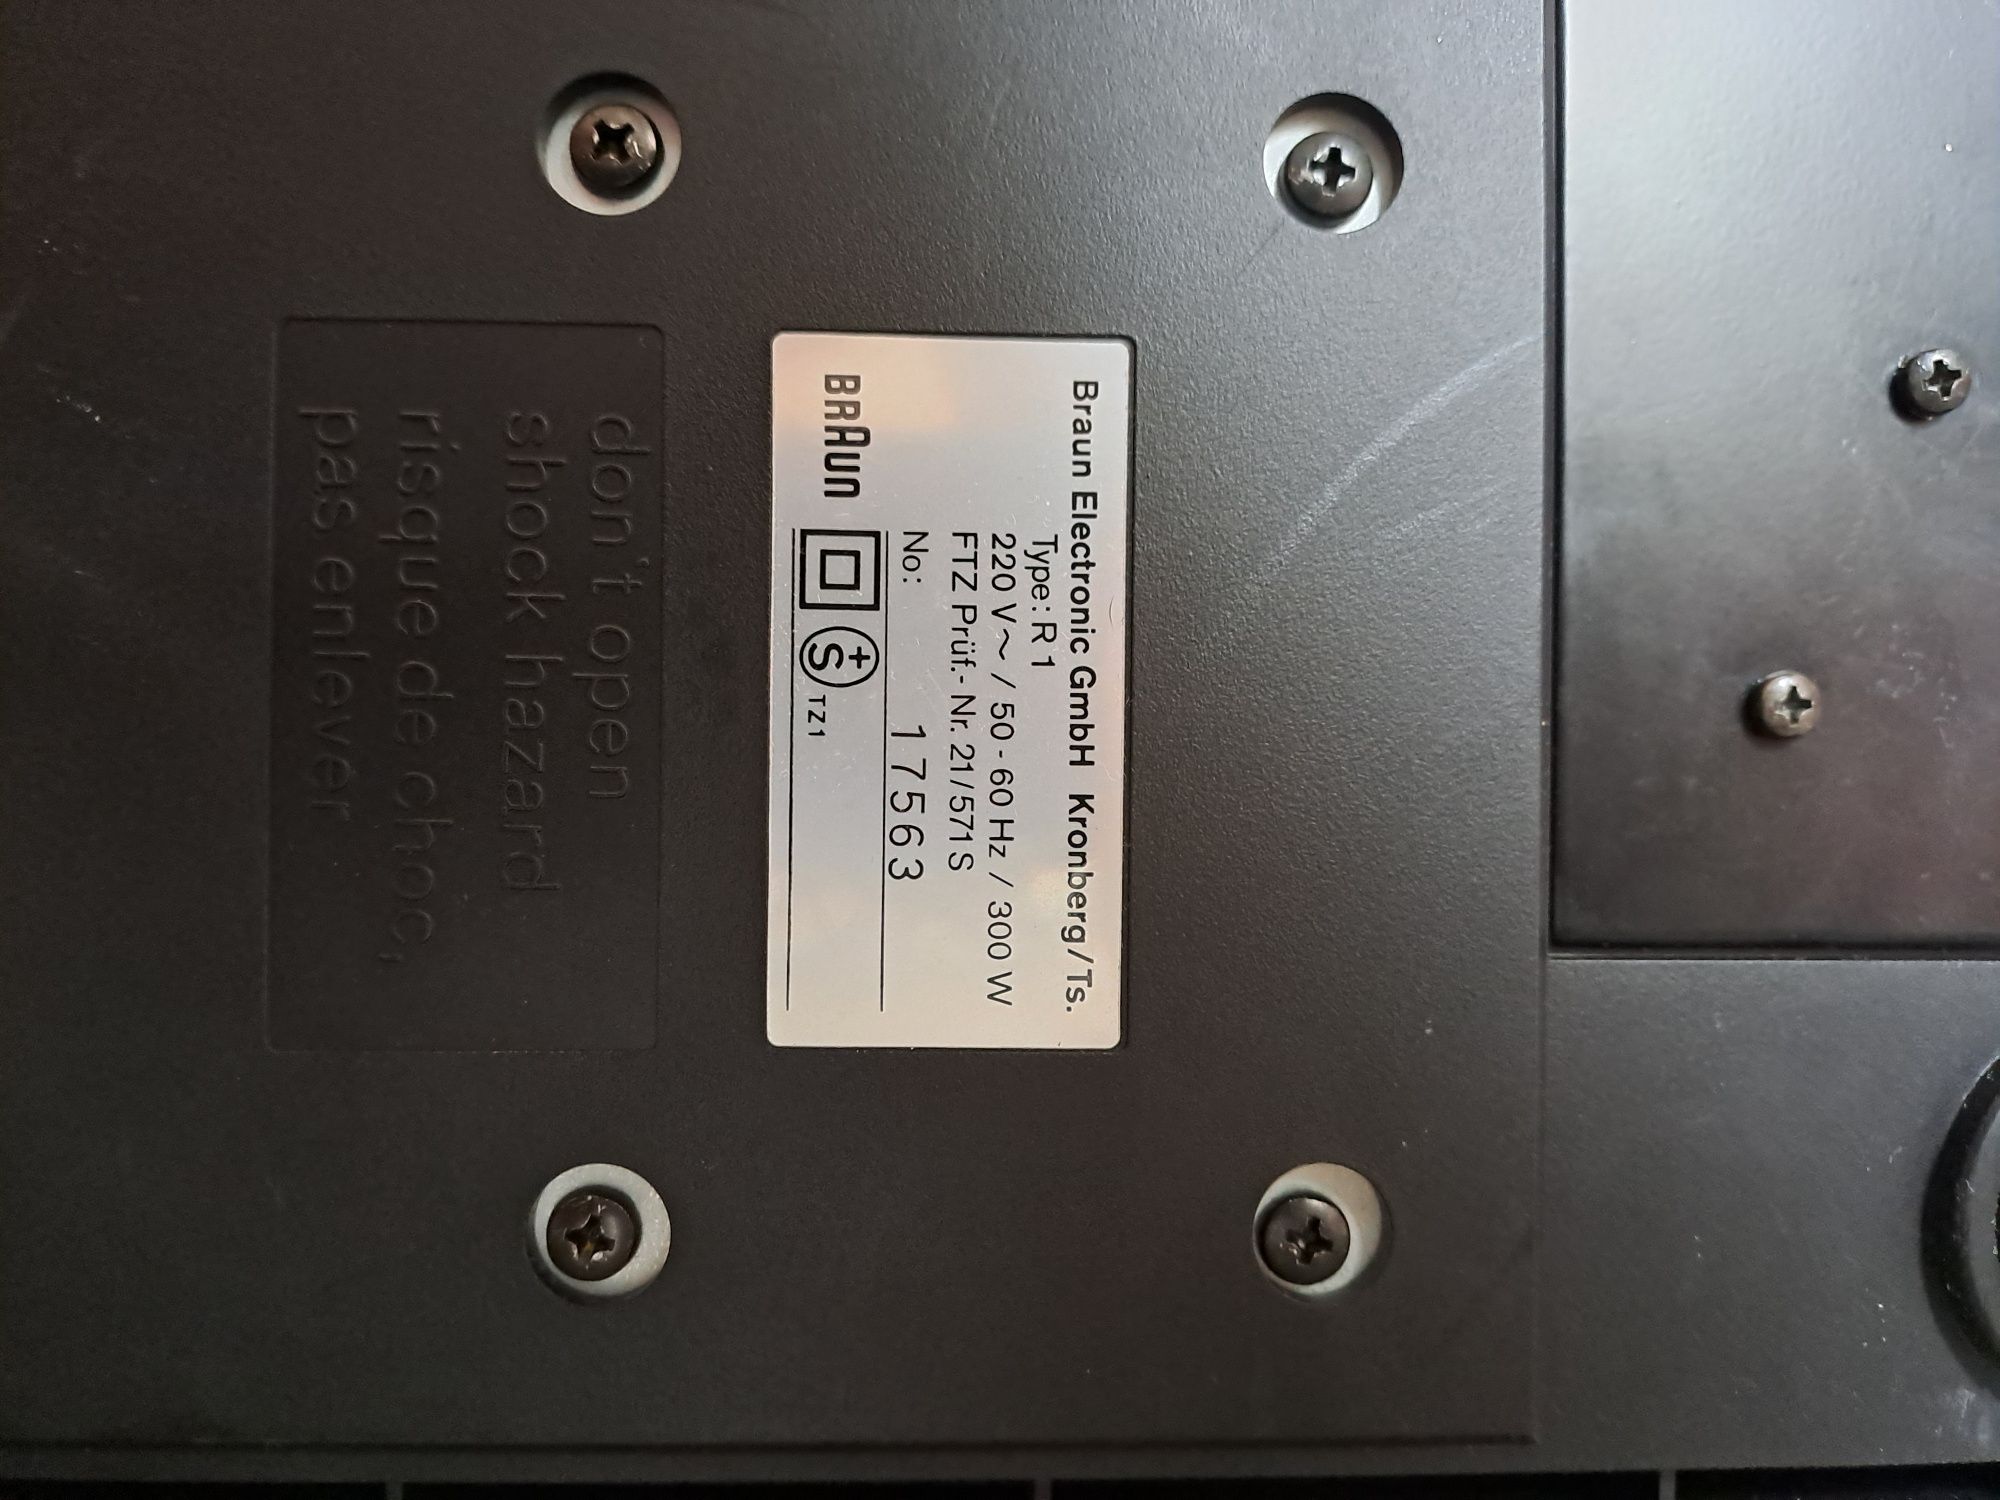 Braun Electronic GmbH Kronberg/Ts.
Type: R 1
220 V~ / 50 - 60 Hz / 300 W
FTZ Prüf.- Nr. 21/571 S
No: 17563
BRAUN
+S TZ1
don't open
shock hazard
risque de choc,
pas enlever